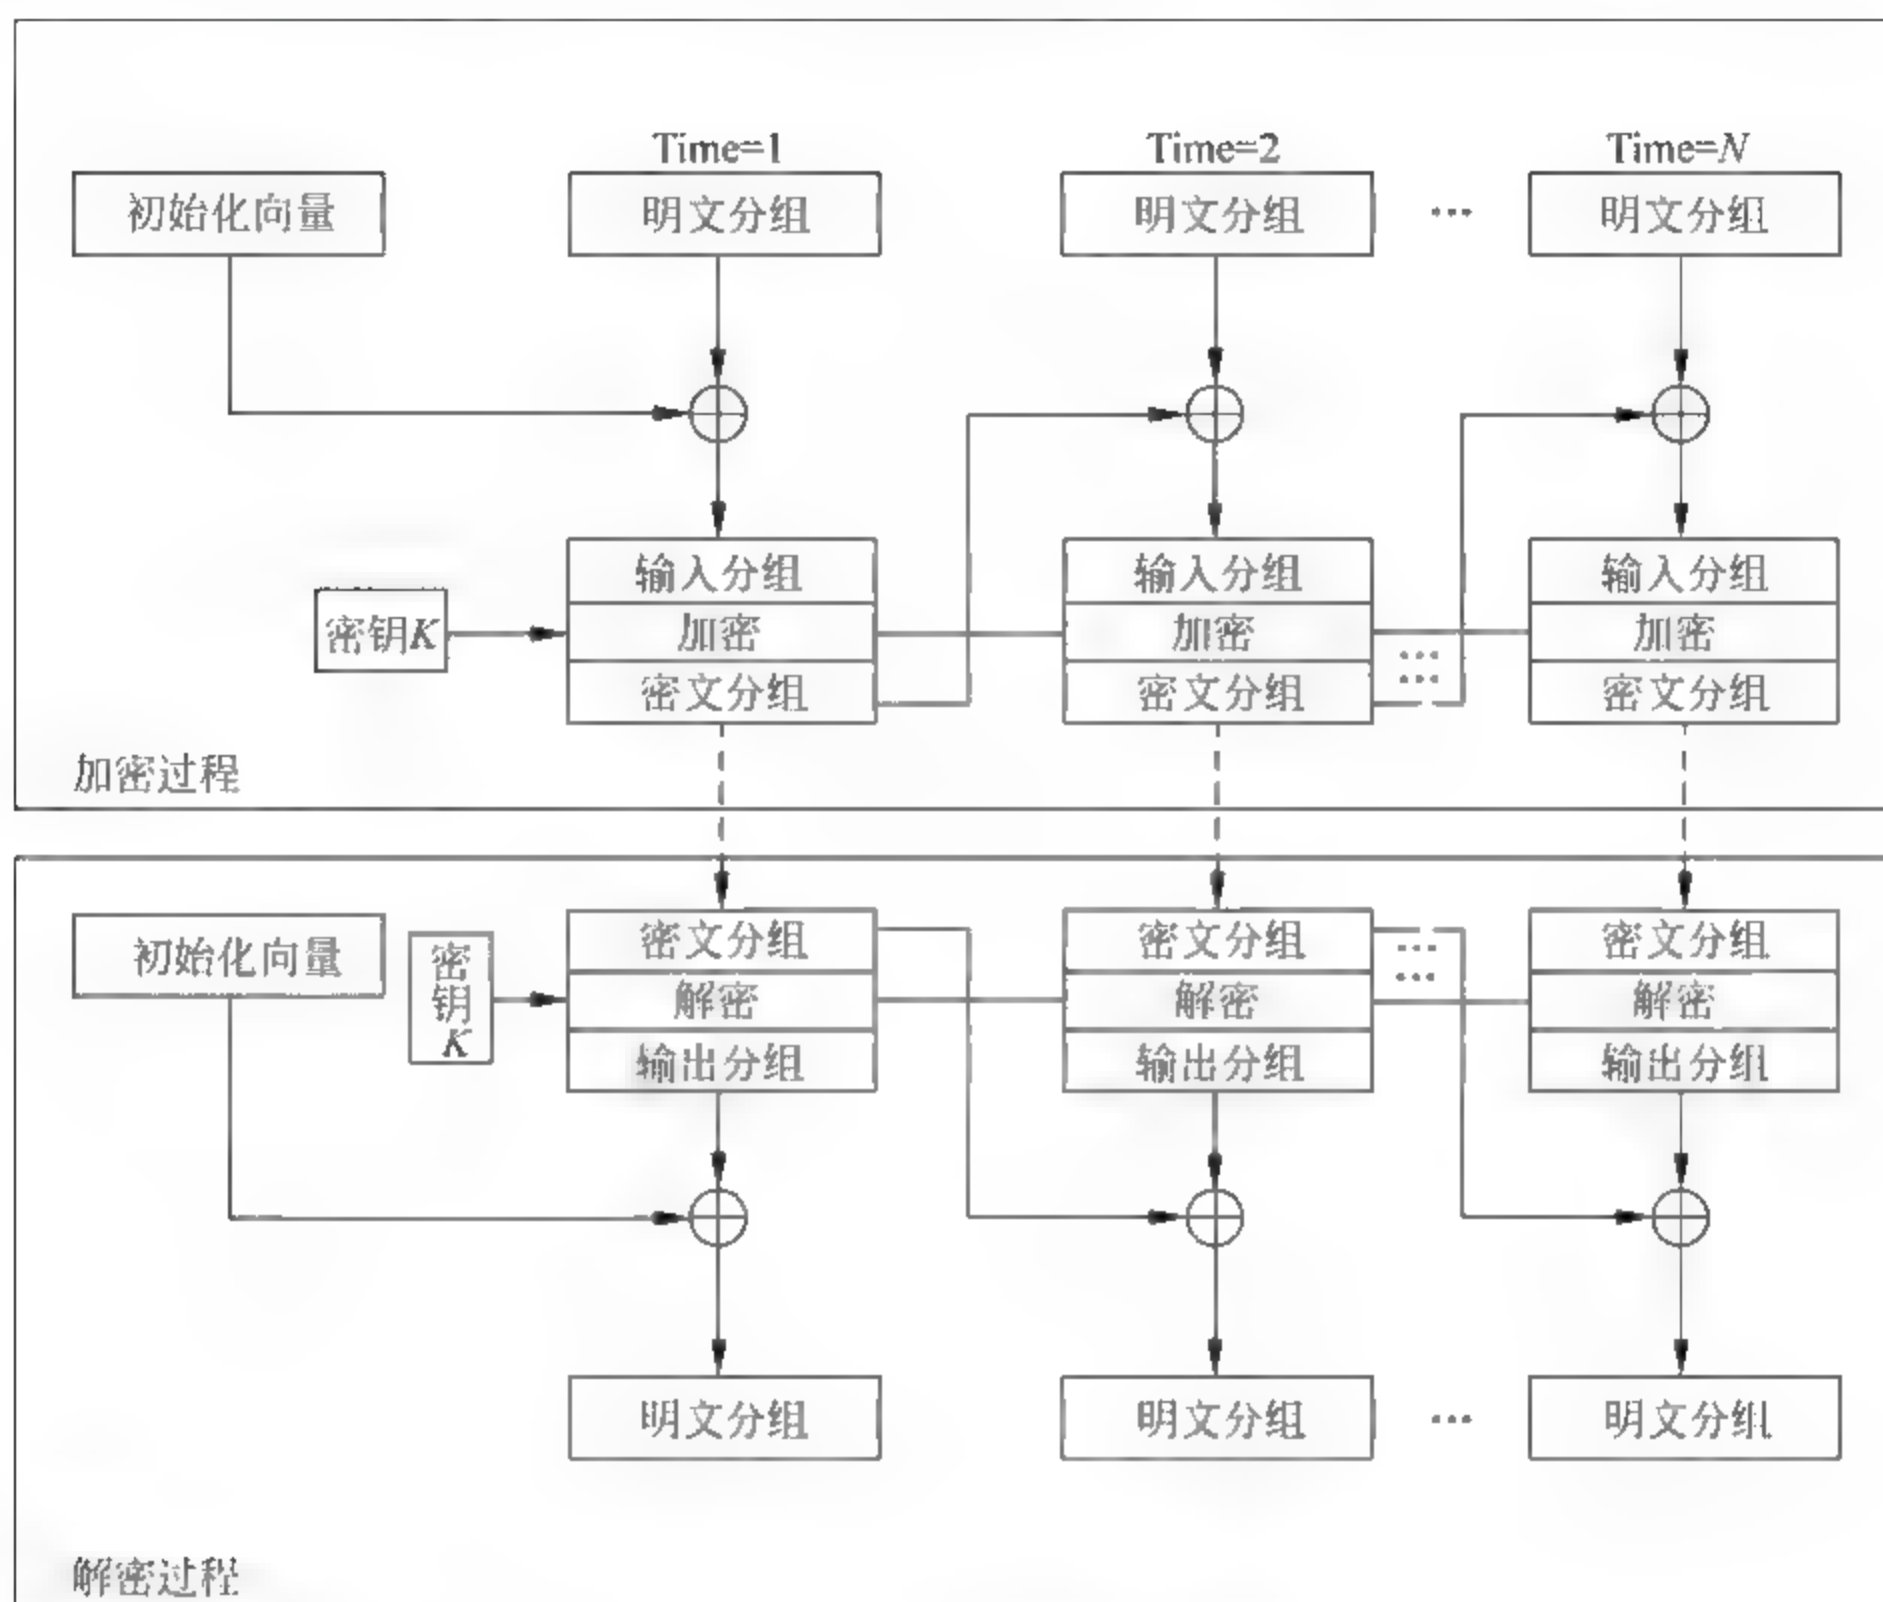 Time=1
Time=2
Time=N
初始化向量
明文分组
明文分组
...
明文分组
输入分组
输入分组
输入分组
密钥K
加密
加密
加密
...
...
密文分组
密文分组
密文分组
加密过程
初始化向量
密钥K
密文分组
密文分组
...
...
密文分组
解密
解密
解密
输出分组
输出分组
输出分组
明文分组
明文分组
...
明文分组
解密过程